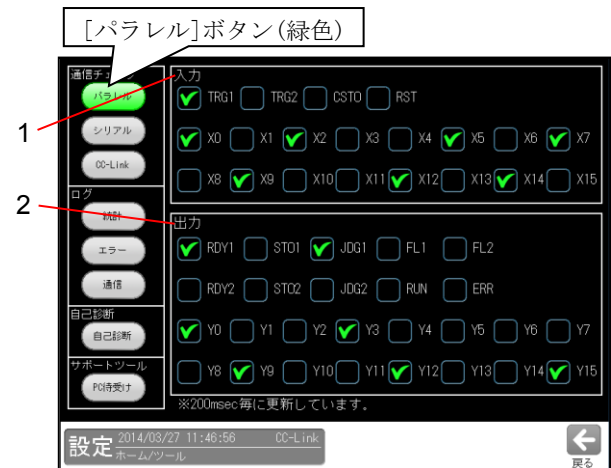 [パラレル]ボタン(緑色)
通信チェック
パラレル
シリアル
CC-Link
ログ
統計
エラー
通信
自己診断
自己診断
サポートツール
PC待受け
1
2
入力
TRG1 TRG2 CSTO RST
X0 X1 X2 X3 X4 X5 X6 X7
X8 X9 X10 X11 X12 X13 X14 X15
出力
RDY1 STO1 JDG1 FL1 FL2
RDY2 STO2 JDG2 RUN ERR
Y0 Y1 Y2 Y3 Y4 Y5 Y6 Y7
Y8 Y9 Y10 Y11 Y12 Y13 Y14 Y15
※200msec毎に更新しています。
設定 2014/03/27 11:46:56 CC-Link
ホーム/ツール
戻る